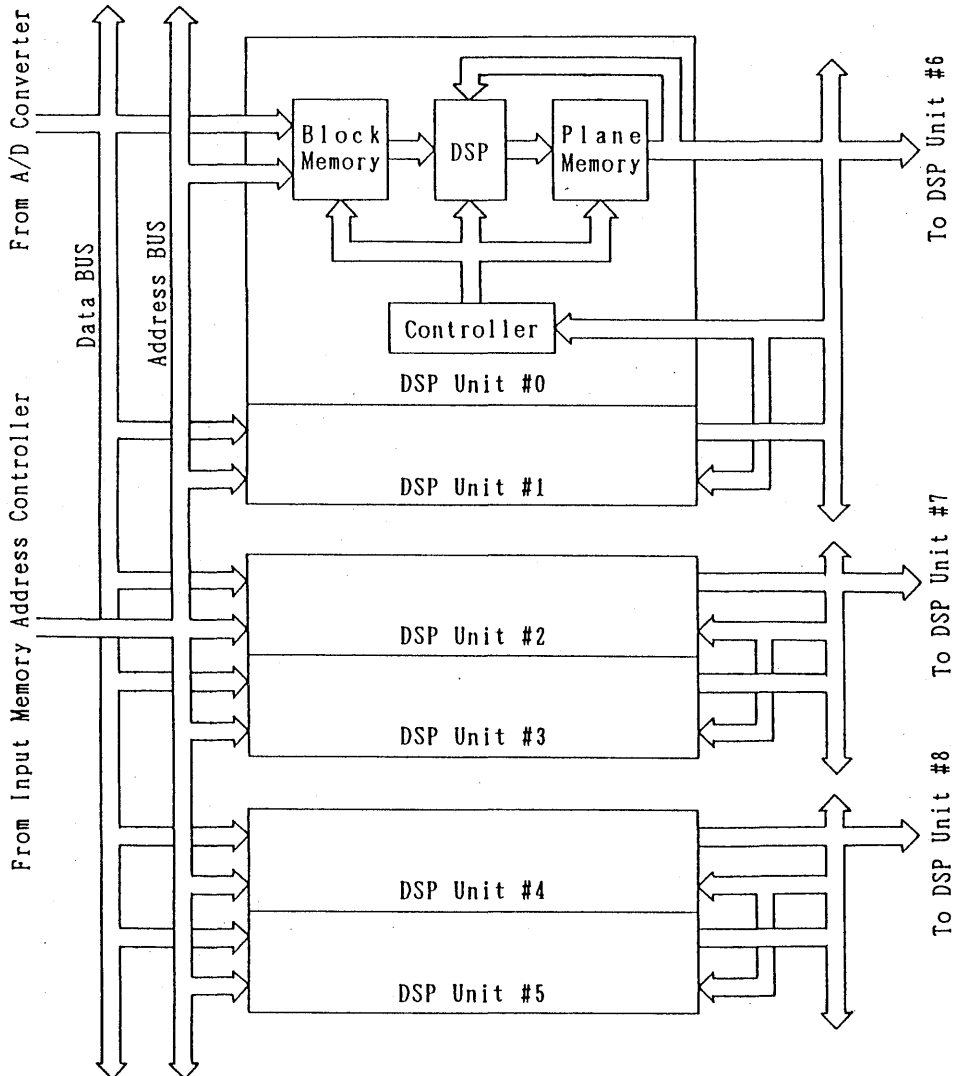 From A/D Converter
Data BUS
Address BUS
Block
Memory
DSP
Plane
Memory
To DSP Unit #6
Controller
DSP Unit #0
DSP Unit #1
From Input Memory Address Controller
To DSP Unit #7
DSP Unit #2
DSP Unit #3
To DSP Unit #8
DSP Unit #4
DSP Unit #5